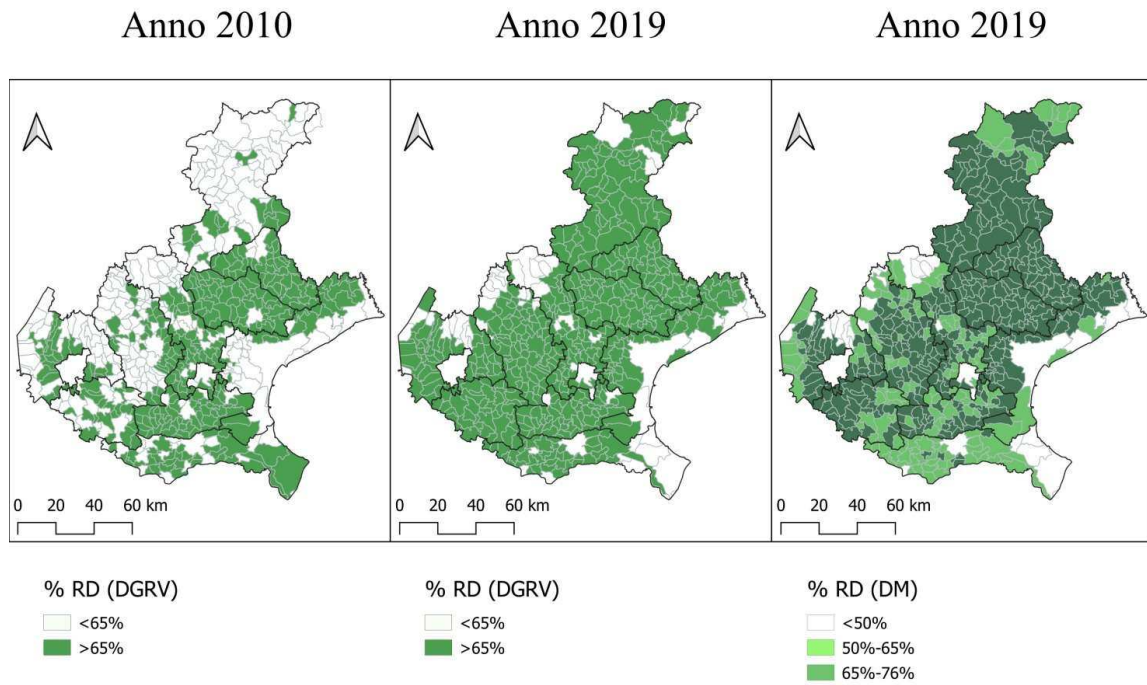 Anno 2010 Anno 2019 Anno 2019
0 20 40 60 km 0 20 40 60 km 0 20 40 60 km
% RD (DGRV) % RD (DGRV) % RD (DM)
<65% <65% <50%
>65% >65% 50%-65%
65%-76%